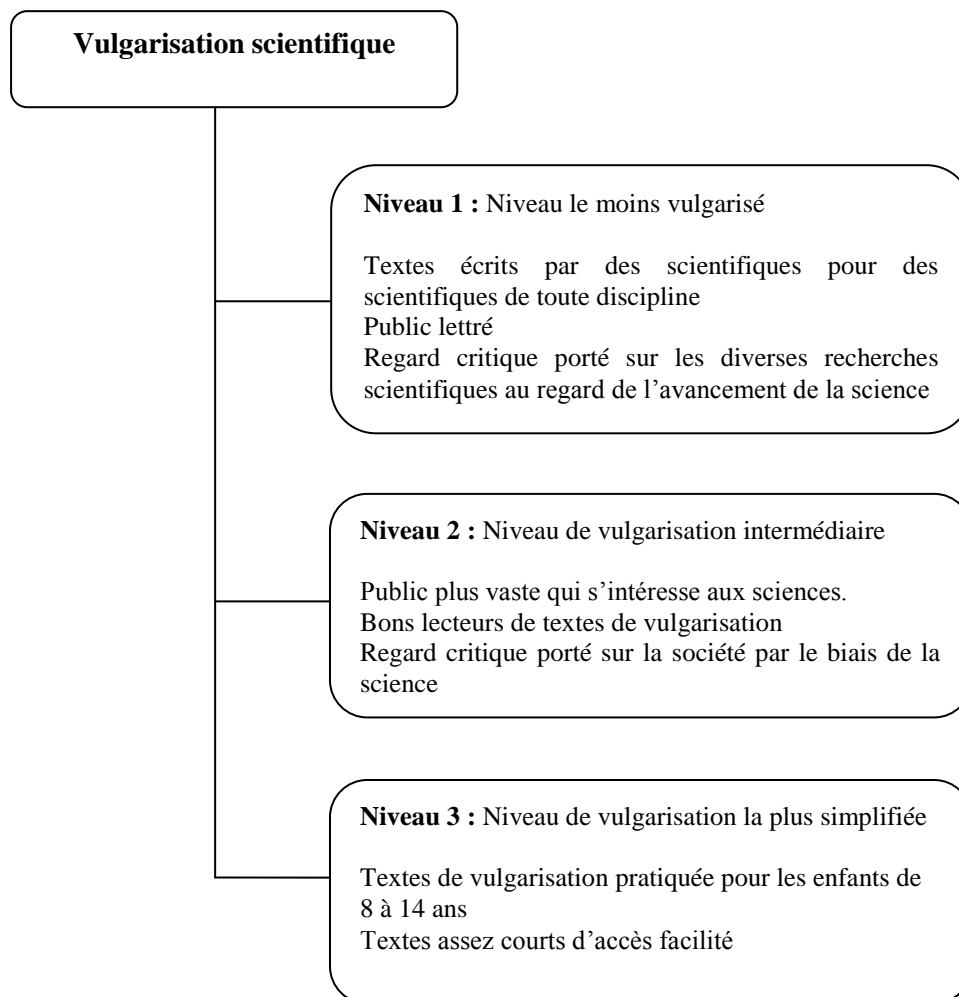 Vulgarisation scientifique
Niveau 1 : Niveau le moins vulgarisé
Textes écrits par des scientifiques pour des
scientifiques de toute discipline
Public lettré
Regard critique porté sur les diverses recherches
scientifiques au regard de l’avancement de la science
Niveau 2 : Niveau de vulgarisation intermédiaire
Public plus vaste qui s’intéresse aux sciences.
Bons lecteurs de textes de vulgarisation
Regard critique porté sur la société par le biais de la
science
Niveau 3 : Niveau de vulgarisation la plus simplifiée
Textes de vulgarisation pratiquée pour les enfants de
8 à 14 ans
Textes assez courts d’accès facilité